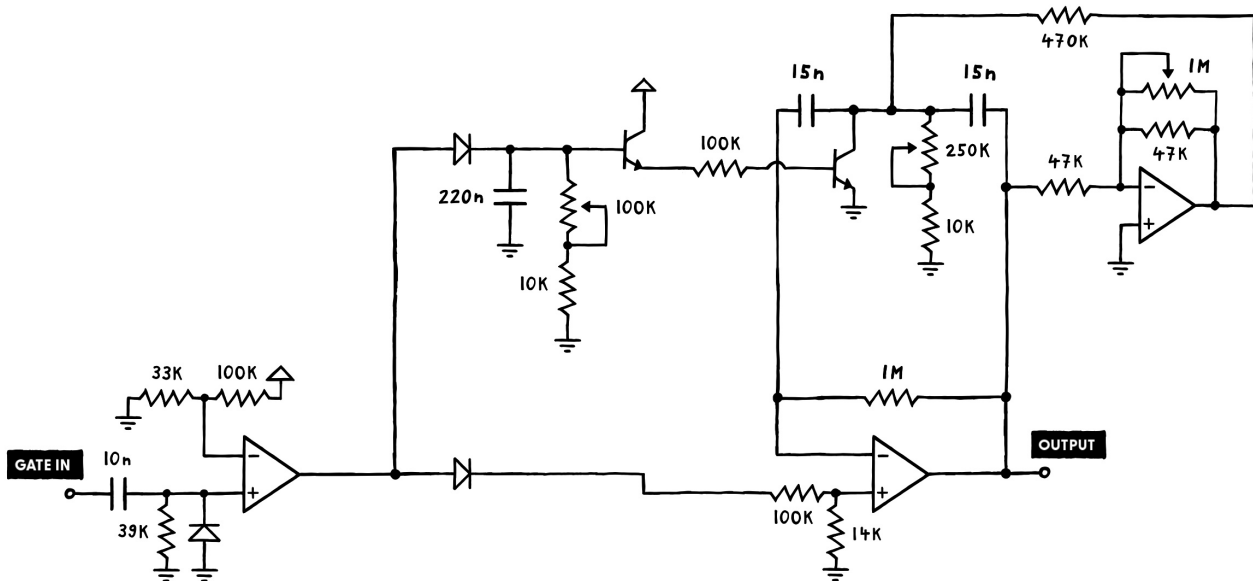 470K
15n
15n
1M
100K
250K
47K
47K
−
+
220n
100K
10K
10K
33K
100K
1M
GATE IN
10n
−
+
39K
−
+
OUTPUT
100K
14K